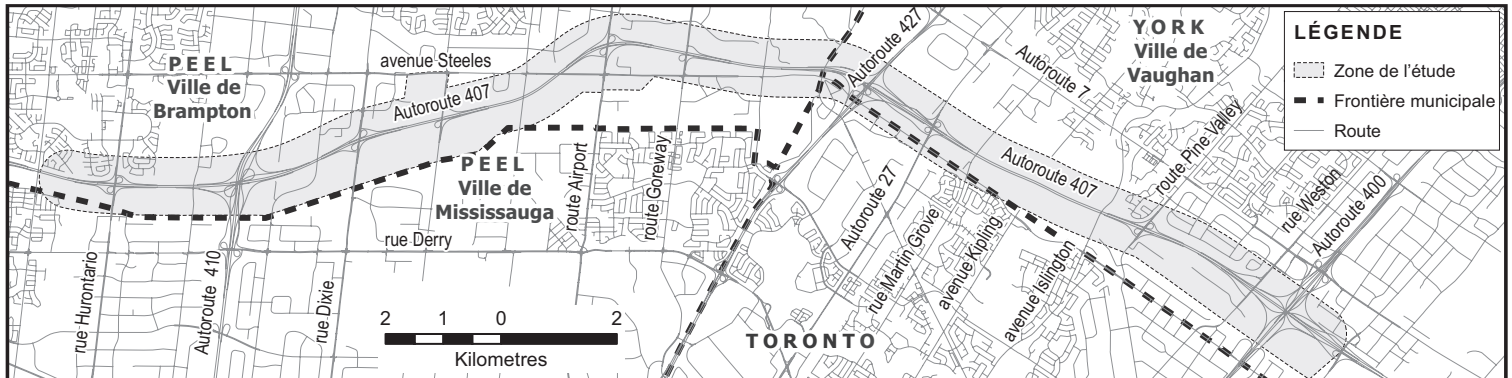 PEEL
Ville de
Brampton
avenue Steeles
Autoroute 407
Autoroute 427
YORK
Ville de
Vaughan
Autoroute 7
LÉGENDE
Zone de l'étude
Frontière municipale
Route
PEEL
Ville de
Mississauga
route Airport
route Goreway
Autoroute 27
Autoroute 407
route Pine Valley
rue Weston
Autoroute 400
rue Hurontario
Autoroute 410
rue Dixie
rue Derry
rue Martin Grove
avenue Kipling
avenue Islington
2 1 0 2
Kilometres
TORONTO